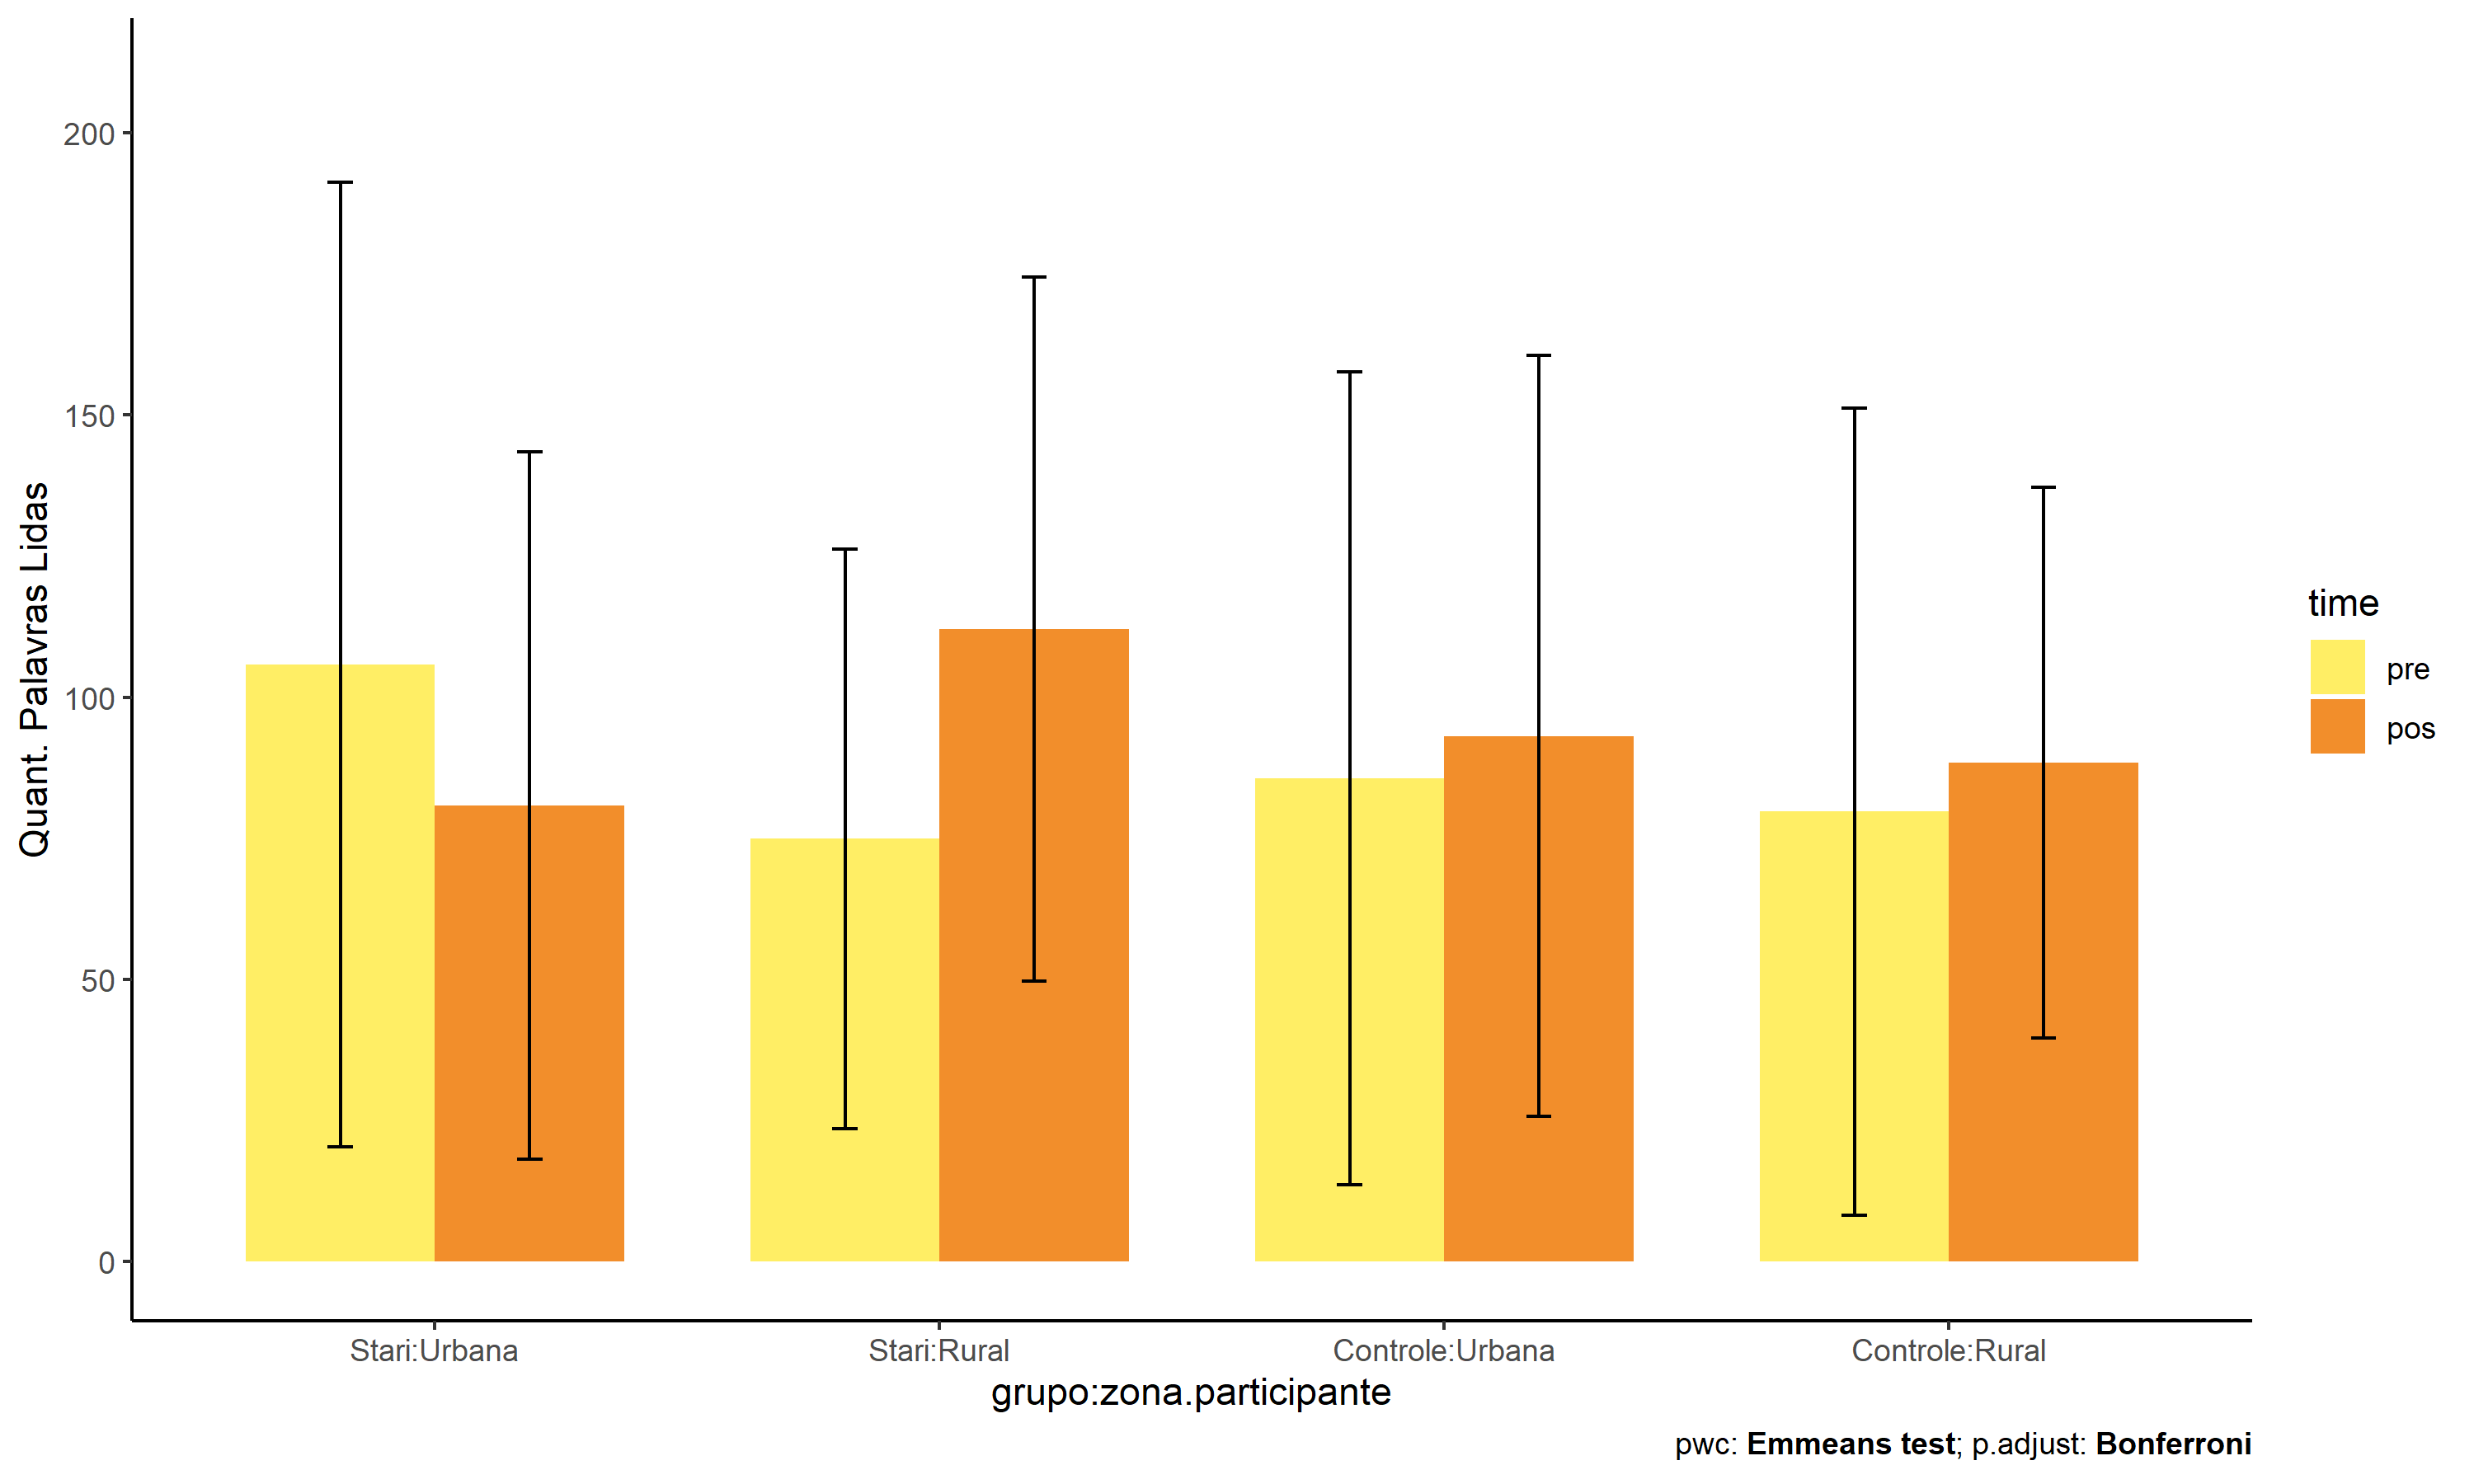 Quant. Palavras Lidas
200
150
100
50
0
Stari:Urbana
Stari:Rural
Controle:Urbana
Controle:Rural
grupo:zona.participante
time
pre
pos
pwc: Emmeans test; p.adjust: Bonferroni